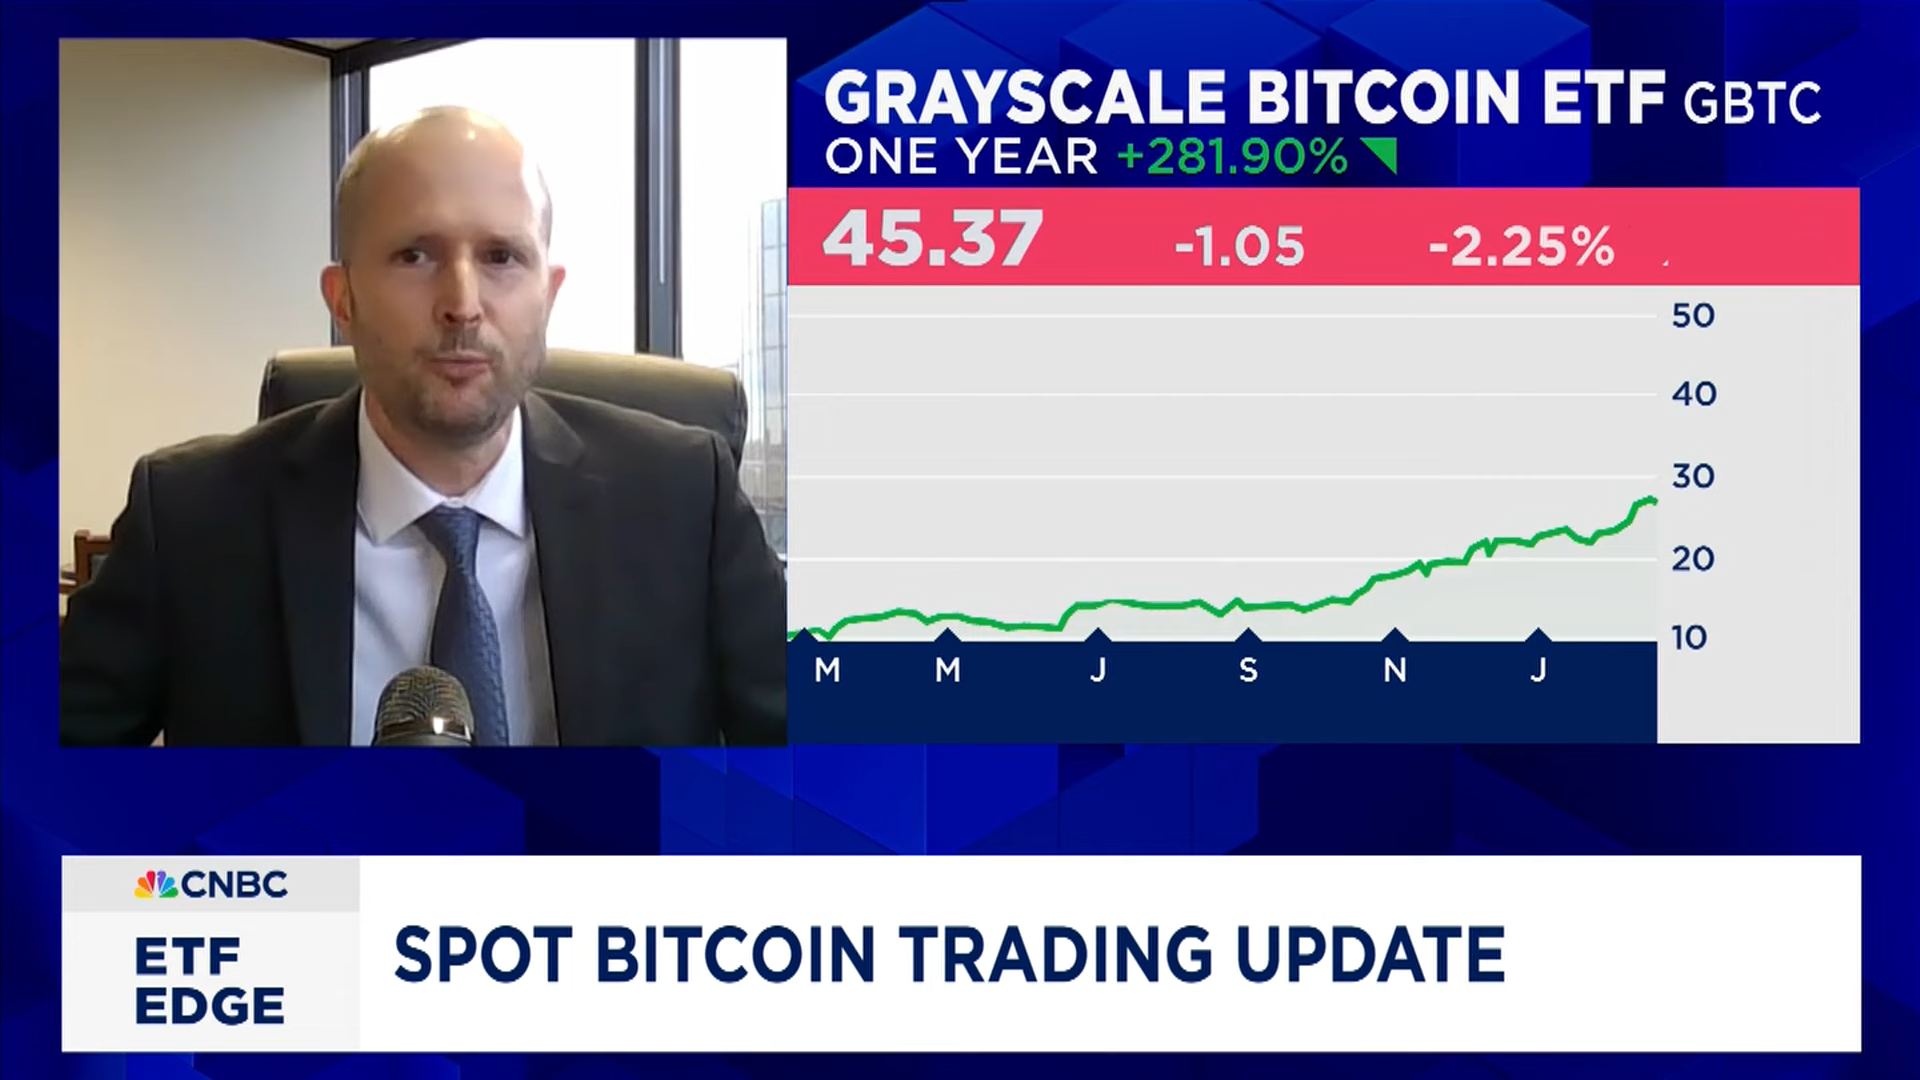 GRAYSCALE BITCOIN ETF GBTC
ONE YEAR +281.90%
45.37 -1.05 -2.25%
50
40
30
20
10
M M J S N J
CNBC
ETF
EDGE
SPOT BITCOIN TRADING UPDATE